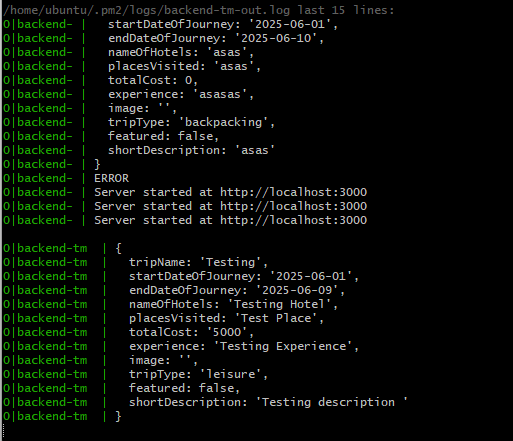 /home/ubuntu/.pm2/logs/backend-tm-out.log last 15 lines:
0|backend- |   startDateOfJourney: '2025-06-01',
0|backend- |   endDateOfJourney: '2025-06-10',
0|backend- |   nameOfHotels: 'asas',
0|backend- |   placesVisited: 'asas',
0|backend- |   totalCost: 0,
0|backend- |   experience: 'asasas',
0|backend- |   image: '',
0|backend- |   tripType: 'backpacking',
0|backend- |   featured: false,
0|backend- |   shortDescription: 'asas'
0|backend- | }
0|backend- | ERROR
0|backend- | Server started at http://localhost:3000
0|backend- | Server started at http://localhost:3000
0|backend- | Server started at http://localhost:3000
0|backend-tm  | {
0|backend-tm  |   tripName: 'Testing',
0|backend-tm  |   startDateOfJourney: '2025-06-01',
0|backend-tm  |   endDateOfJourney: '2025-06-09',
0|backend-tm  |   nameOfHotels: 'Testing Hotel',
0|backend-tm  |   placesVisited: 'Test Place',
0|backend-tm  |   totalCost: '5000',
0|backend-tm  |   experience: 'Testing Experience',
0|backend-tm  |   image: '',
0|backend-tm  |   tripType: 'leisure',
0|backend-tm  |   featured: false,
0|backend-tm  |   shortDescription: 'Testing description '
0|backend-tm  | }